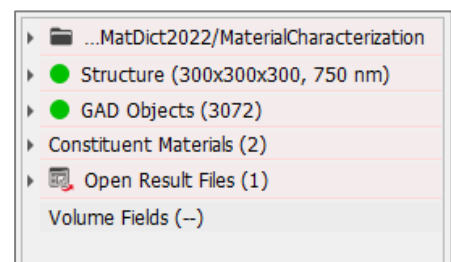 ...MatDict2022/MaterialCharacterization
Structure (300x300x300, 750 nm)
GAD Objects (3072)
Constituent Materials (2)
Open Result Files (1)
Volume Fields (--)